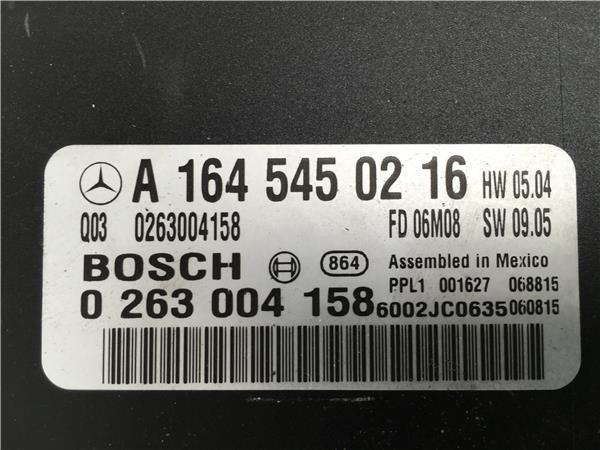 A 164 545 02 16 HW 05.04
Q03 0263004158 FD 06M08 SW 09.05
BOSCH 864 Assembled in Mexico
PPL1 001627 068815
0 263 004 158 6002JC0635 060815